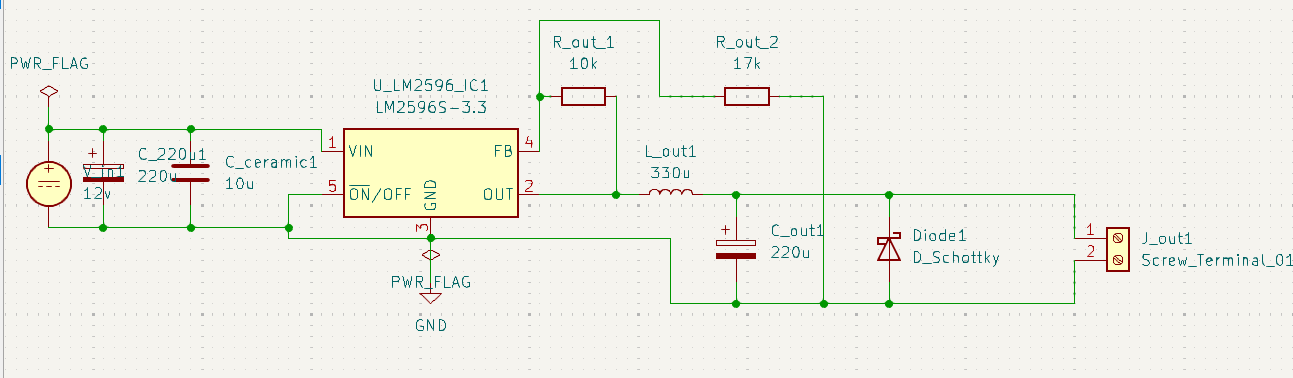 PWR_FLAG
V_in1
12v
C_220u1
220u
C_ceramic1
10u
U_LM2596_IC1
LM2596S-3.3
1
VIN
5
ON/OFF
GND
3
FB
4
OUT
2
PWR_FLAG
GND
R_out_1
10k
R_out_2
17k
L_out1
330u
C_out1
220u
Diode1
D_Schottky
1
2
J_out1
Screw_Terminal_01